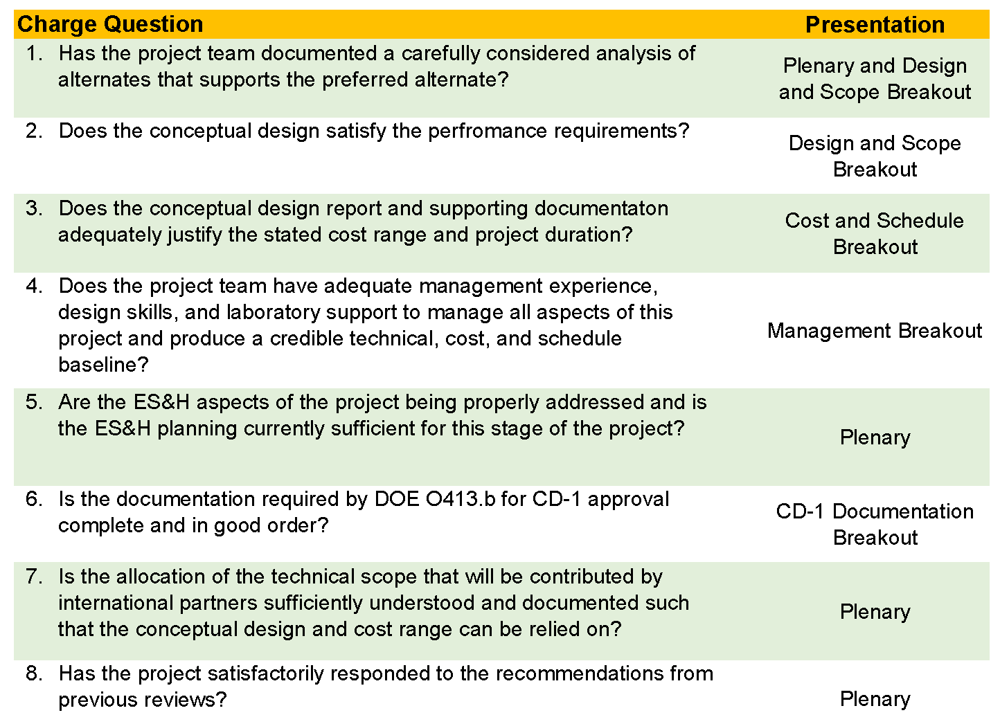 Charge Question
Presentation
1. Has the project team documented a carefully considered analysis of
alternates that supports the preferred alternate?
Plenary and Design
and Scope Breakout
2. Does the conceptual design satisfy the perfromance requirements?
Design and Scope
Breakout
3. Does the conceptual design report and supporting documentaton
adequately justify the stated cost range and project duration?
Cost and Schedule
Breakout
4. Does the project team have adequate management experience,
design skills, and laboratory support to manage all aspects of this
project and produce a credible technical, cost, and schedule
baseline?
Management Breakout
5. Are the ES&H aspects of the project being properly addressed and is
the ES&H planning currently sufficient for this stage of the project?
Plenary
6. Is the documentation required by DOE O413.b for CD-1 approval
complete and in good order?
CD-1 Documentation
Breakout
7. Is the allocation of the technical scope that will be contributed by
international partners sufficiently understood and documented such
that the conceptual design and cost range can be relied on?
Plenary
8. Has the project satisfactorily responded to the recommendations from
previous reviews?
Plenary